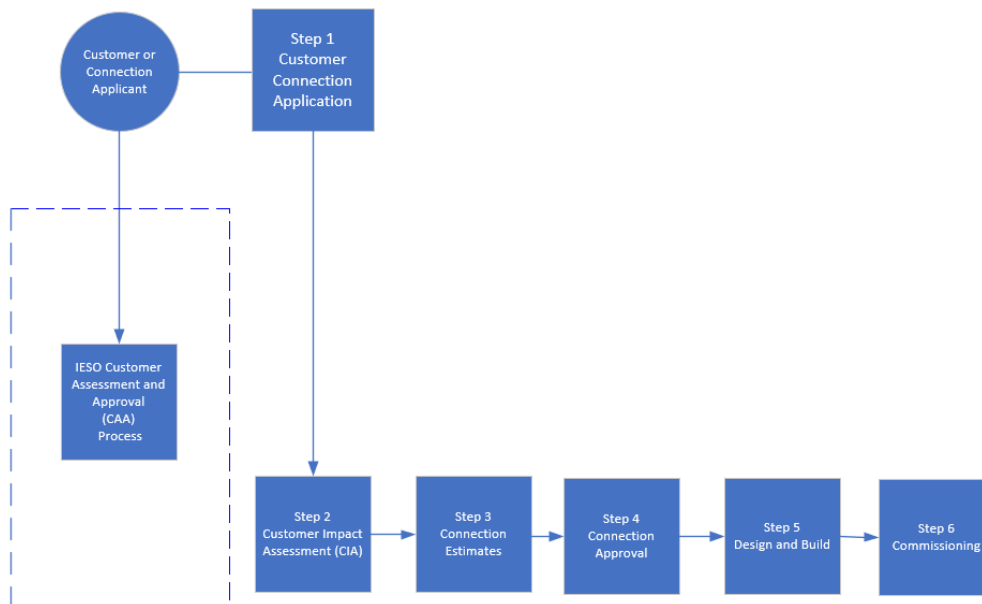 Customer or
Connection
Applicant
Step 1
Customer
Connection
Application
IESO Customer
Assessment and
Approval
(CAA)
Process
Step 2
Customer Impact
Assessment (CIA)
Step 3
Connection
Estimates
Step 4
Connection
Approval
Step 5
Design and Build
Step 6
Commissioning